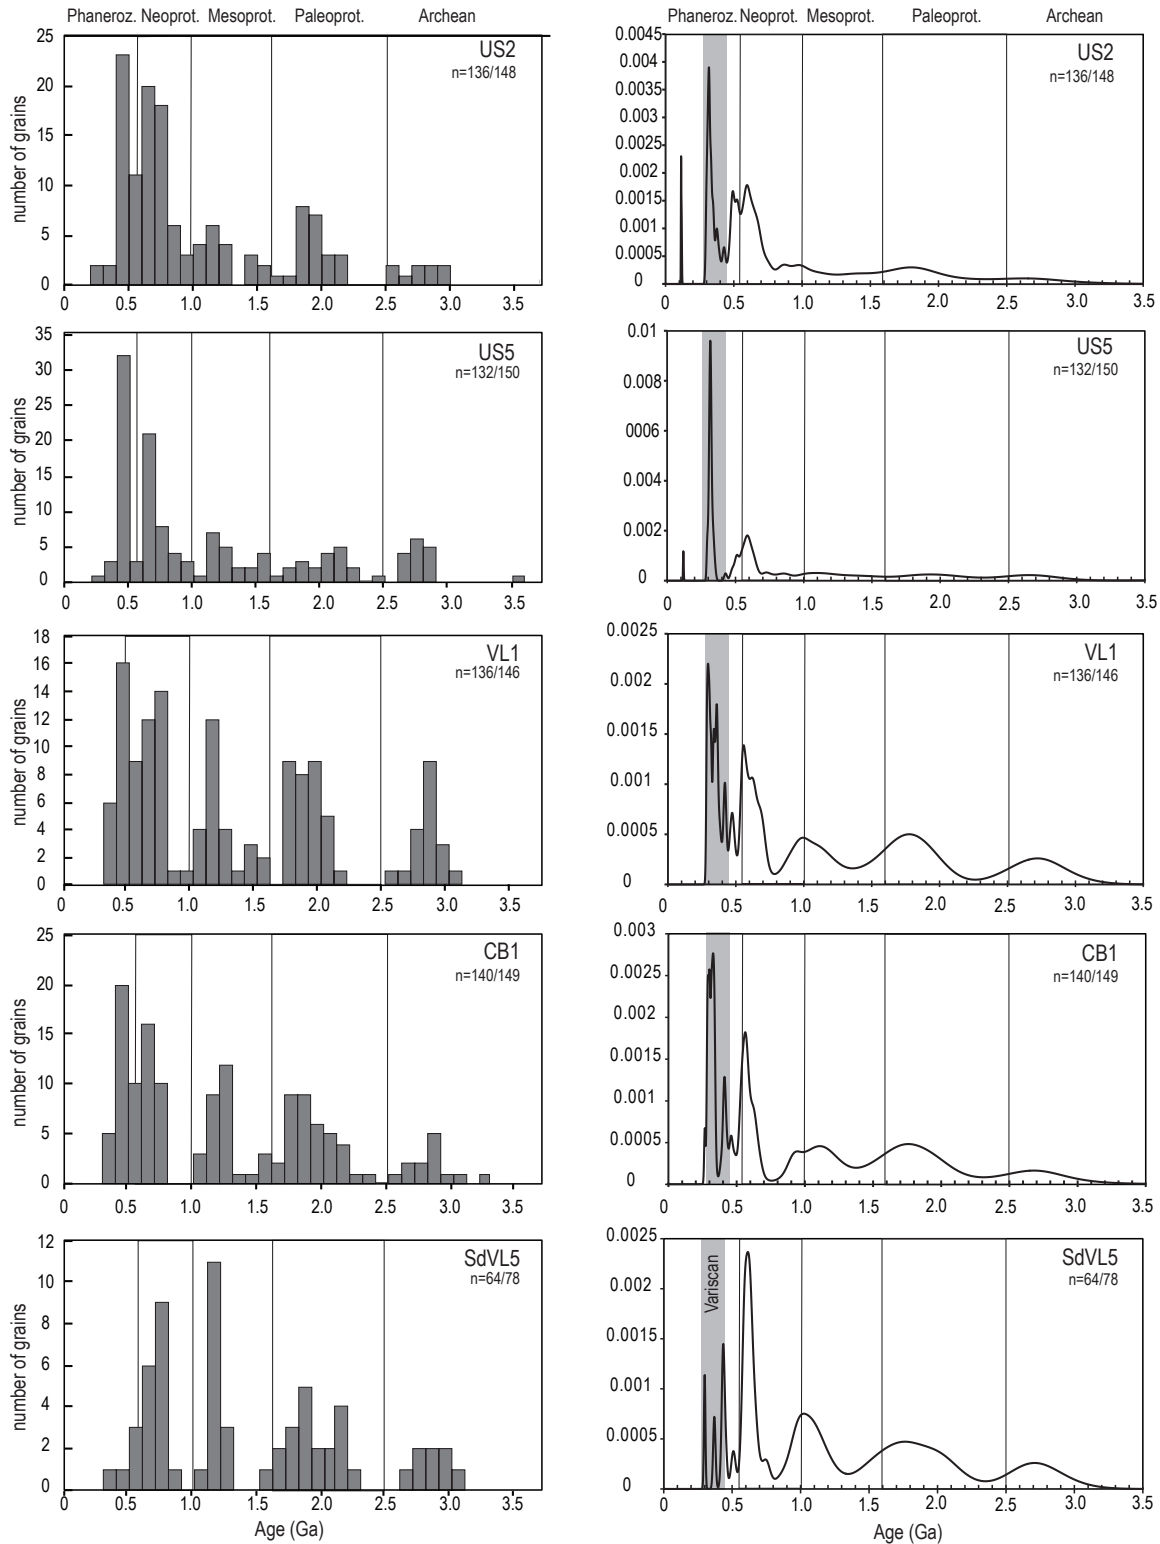 Phaneroz. Neoprot. Mesoprot. Paleoprot. Archean
25
20
15
10
5
0
number of grains
US2
n=136/148
0 0.5 1.0 1.5 2.0 2.5 3.0 3.5
35
30
25
20
15
10
5
0
number of grains
US5
n=132/150
0 0.5 1.0 1.5 2.0 2.5 3.0 3.5
18
16
14
12
10
8
6
4
2
0
number of grains
VL1
n=136/146
0 0.5 1.0 1.5 2.0 2.5 3.0 3.5
25
20
15
10
5
0
number of grains
CB1
n=140/149
0 0.5 1.0 1.5 2.0 2.5 3.0 3.5
12
10
8
6
4
2
0
number of grains
SdVL5
n=64/78
0 0.5 1.0 1.5 2.0 2.5 3.0 3.5
Age (Ga)
Phaneroz. Neoprot. Mesoprot. Paleoprot. Archean
0.0045
0.004
0.0035
0.003
0.0025
0.002
0.0015
0.001
0.0005
0
US2
n=136/148
0 0.5 1.0 1.5 2.0 2.5 3.0 3.5
0.01
0.008
0006
0.004
0.002
0
US5
n=132/150
0 0.5 1.0 1.5 2.0 2.5 3.0 3.5
0.0025
0.002
0.0015
0.001
0.0005
0
VL1
n=136/146
0 0.5 1.0 1.5 2.0 2.5 3.0 3.5
0.003
0.0025
0.002
0.0015
0.001
0.0005
0
CB1
n=140/149
0 0.5 1.0 1.5 2.0 2.5 3.0 3.5
0.0025
0.002
0.0015
0.001
0.0005
0
Variscan
SdVL5
n=64/78
0 0.5 1.0 1.5 2.0 2.5 3.0 3.5
Age (Ga)